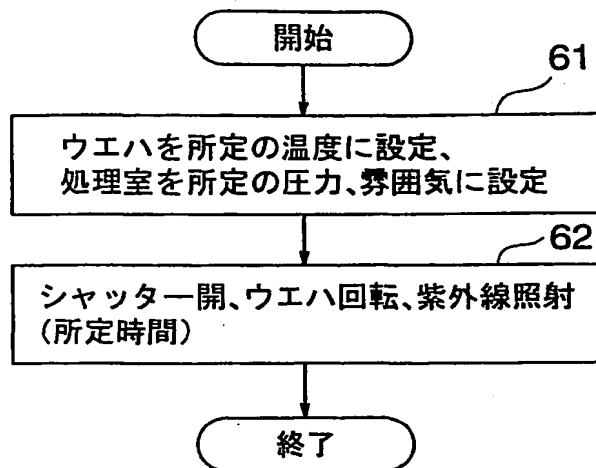 開始
61
ウエハを所定の温度に設定、
処理室を所定の圧力、雰囲気に設定
62
シャッター開、ウエハ回転、紫外線照射
(所定時間)
終了